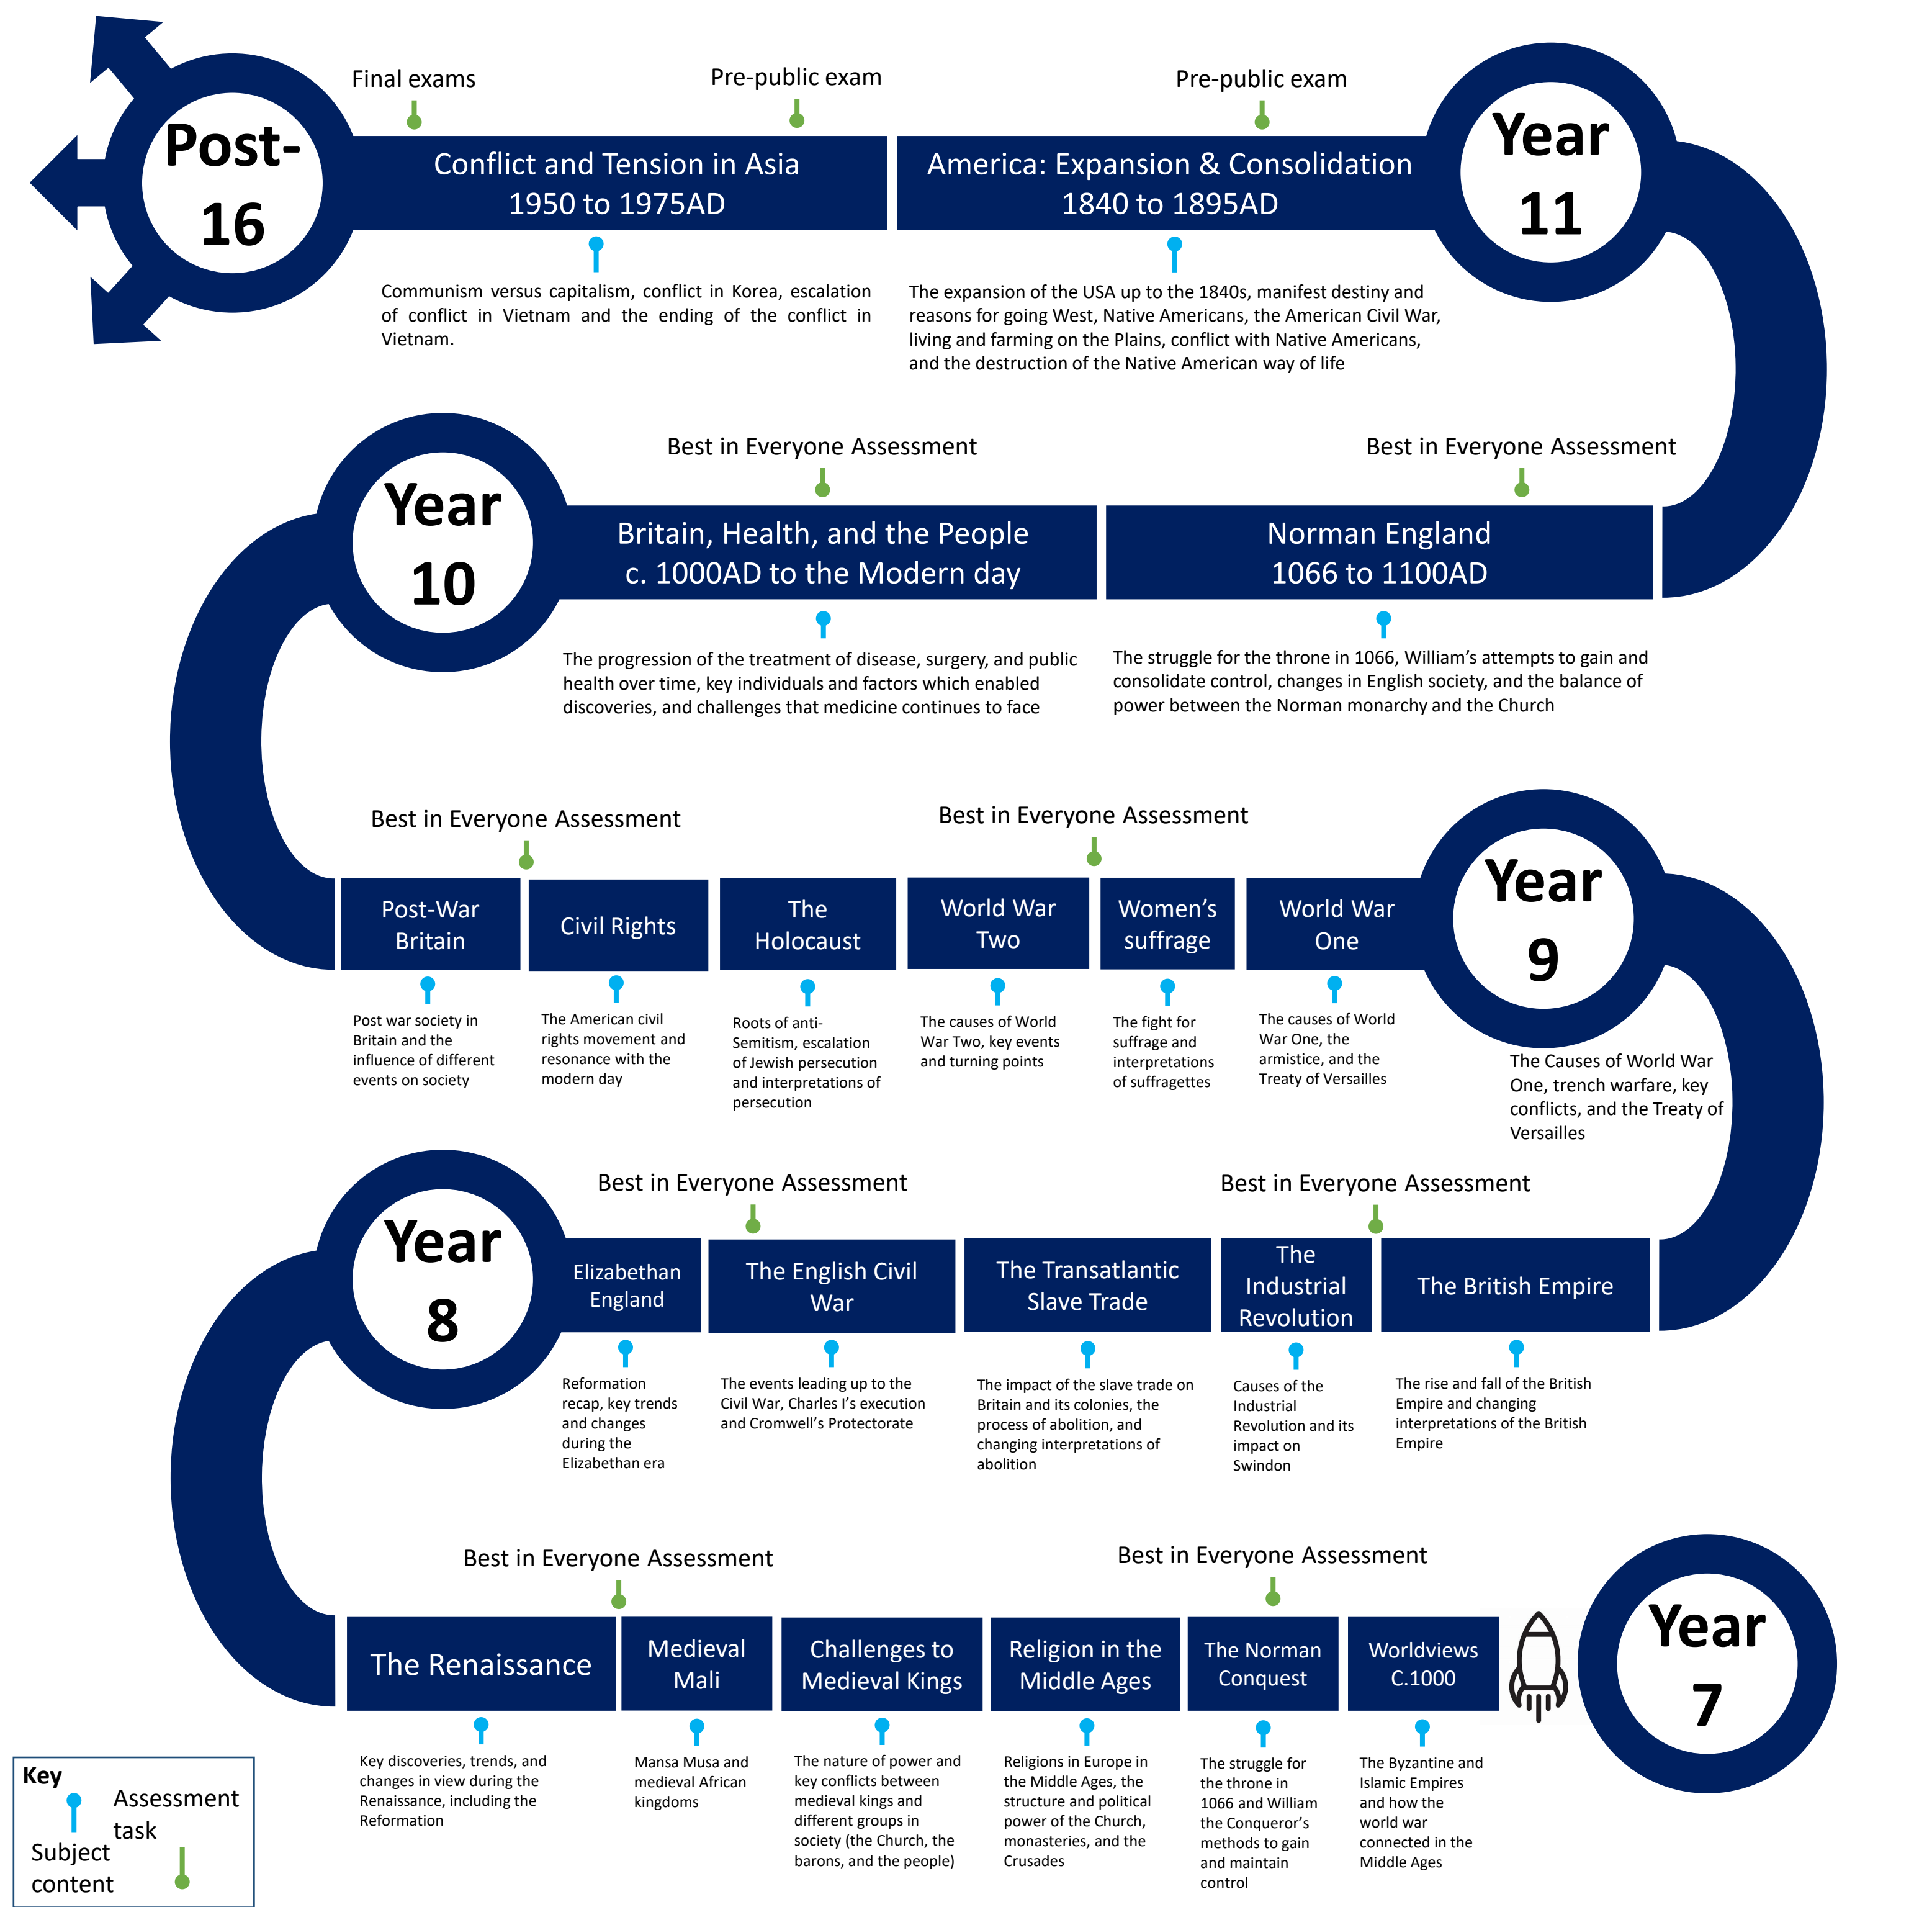 Final exams
Pre-public exam
Pre-public exam
Post-
16
Conflict and Tension in Asia
1950 to 1975AD
America: Expansion & Consolidation
1840 to 1895AD
Year
11
Communism versus capitalism, conflict in Korea, escalation
of conflict in Vietnam and the ending of the conflict in
Vietnam.
The expansion of the USA up to the 1840s, manifest destiny and
reasons for going West, Native Americans, the American Civil War,
living and farming on the Plains, conflict with Native Americans,
and the destruction of the Native American way of life
Best in Everyone Assessment
Best in Everyone Assessment
Year
10
Britain, Health, and the People
c. 1000AD to the Modern day
Norman England
1066 to 1100AD
The progression of the treatment of disease, surgery, and public
health over time, key individuals and factors which enabled
discoveries, and challenges that medicine continues to face
The struggle for the throne in 1066, William's attempts to gain and
consolidate control, changes in English society, and the balance of
power between the Norman monarchy and the Church
Best in Everyone Assessment
Best in Everyone Assessment
Post-War
Britain
Civil Rights
The
Holocaust
World War
Two
Women's
suffrage
World War
One
Year
9
Post war society in
Britain and the
influence of different
events on society
The American civil
rights movement and
resonance with the
modern day
Roots of anti-
Semitism, escalation
of Jewish persecution
and interpretations of
persecution
The causes of World
War Two, key events
and turning points
The fight for
suffrage and
interpretations
of suffragettes
The causes of World
War One, the
armistice, and the
Treaty of Versailles
The Causes of World War
One, trench warfare, key
conflicts, and the Treaty of
Versailles
Best in Everyone Assessment
Best in Everyone Assessment
Year
8
Elizabethan
England
The English Civil
War
The Transatlantic
Slave Trade
The
Industrial
Revolution
The British Empire
Reformation
recap, key trends
and changes
during the
Elizabethan era
The events leading up to the
Civil War, Charles I's execution
and Cromwell's Protectorate
The impact of the slave trade on
Britain and its colonies, the
process of abolition, and
changing interpretations of
abolition
Causes of the
Industrial
Revolution and its
impact on
Swindon
The rise and fall of the British
Empire and changing
interpretations of the British
Empire
Best in Everyone Assessment
Best in Everyone Assessment
The Renaissance
Medieval
Mali
Challenges to
Medieval Kings
Religion in the
Middle Ages
The Norman
Conquest
Worldviews
C.1000
Year
7
Key discoveries, trends, and
changes in view during the
Renaissance, including the
Reformation
Mansa Musa and
medieval African
kingdoms
The nature of power and
key conflicts between
medieval kings and
different groups in
society (the Church, the
barons, and the people)
Religions in Europe in
the Middle Ages, the
structure and political
power of the Church,
monasteries, and the
Crusades
The struggle for
the throne in
1066 and William
the Conqueror's
methods to gain
and maintain
control
The Byzantine and
Islamic Empires
and how the
world war
connected in the
Middle Ages
Key
Assessment
task
Subject
content